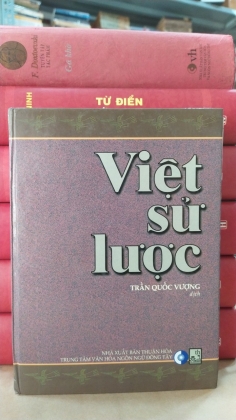 TỪ ĐIỂN
Việt
sử
lược
TRẦN QUỐC VƯỢNG
dịch
NHÀ XUẤT BẢN THUẬN HÓA
TRUNG TÂM VĂN HÓA NGÔN NGỮ ĐÔNG TÂY